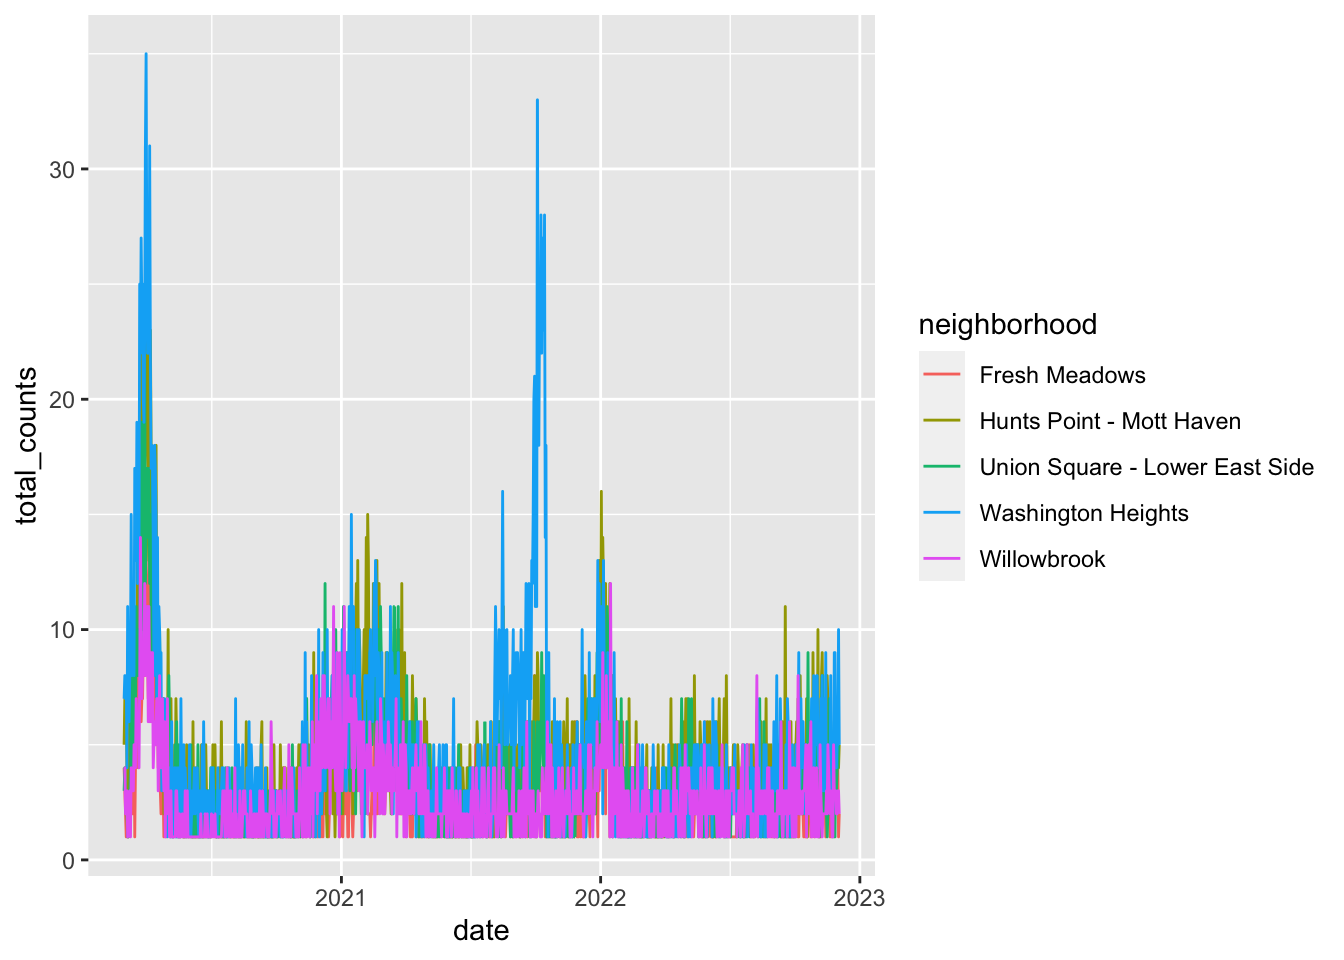 30
20
10
0
total_counts
2021
2022
2023
date
neighborhood
Fresh Meadows
Hunts Point - Mott Haven
Union Square - Lower East Side
Washington Heights
Willowbrook